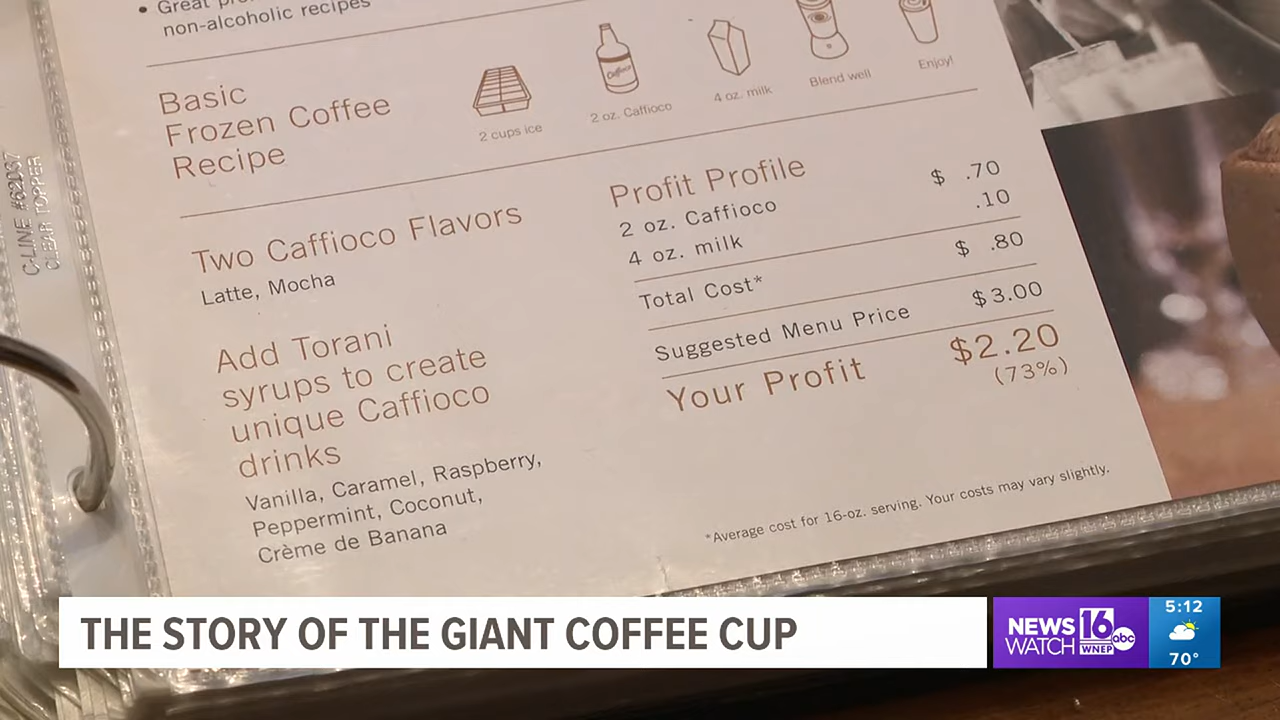 • Great
non-alcoholic recipes
Basic
Frozen Coffee
Recipe
2 cups ice
Caffioco
2 oz. Caffioco
4 oz. milk
Blend well
Enjoy!
Two Caffioco Flavors
Latte, Mocha
Add Torani
syrups to create
unique Caffioco
drinks
Vanilla, Caramel, Raspberry,
Peppermint, Coconut,
Crème de Banana
Profit Profile
2 oz. Caffioco $ .70
4 oz. milk .10
Total Cost* $ .80
Suggested Menu Price $3.00
Your Profit $2.20
(73%)
*Average cost for 16-oz. serving. Your costs may vary slightly.
C-LINE #62037
CLEAR TOPPER
THE STORY OF THE GIANT COFFEE CUP
NEWS 16
WATCH WNEP abc
5:12
70°